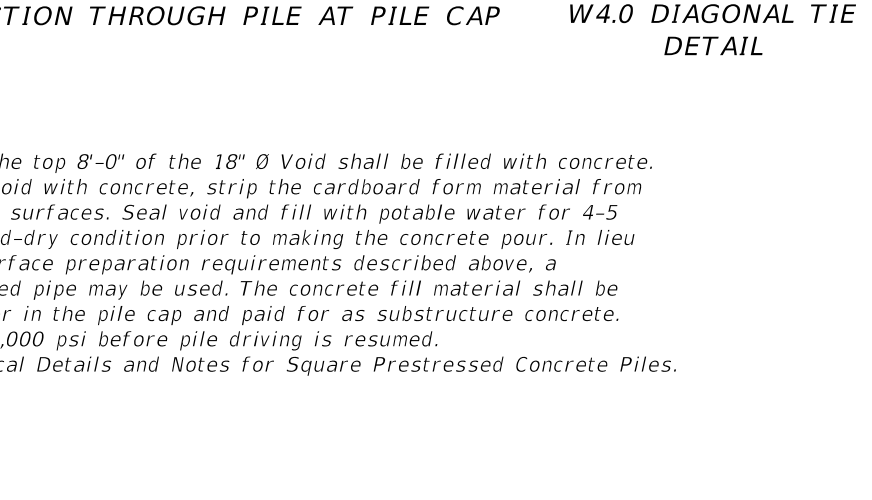 TION THROUGH PILE AT PILE CAP
W4.0 DIAGONAL TIE
DETAIL
he top 8'-0" of the 18" Ø Void shall be filled with concrete.
oid with concrete, strip the cardboard form material from
surfaces. Seal void and fill with potable water for 4-5
d-dry condition prior to making the concrete pour. In lieu
rface preparation requirements described above, a
ed pipe may be used. The concrete fill material shall be
r in the pile cap and paid for as substructure concrete.
,000 psi before pile driving is resumed.
cal Details and Notes for Square Prestressed Concrete Piles.